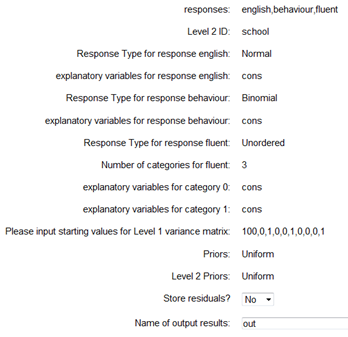 responses: english,behaviour,fluent
Level 2 ID: school
Response Type for response english: Normal
explanatory variables for response english: cons
Response Type for response behaviour: Binomial
explanatory variables for response behaviour: cons
Response Type for response fluent: Unordered
Number of categories for fluent: 3
explanatory variables for category 0: cons
explanatory variables for category 1: cons
Please input starting values for Level 1 variance matrix: 100,0,1,0,0,1,0,0,0,1
Priors: Uniform
Level 2 Priors: Uniform
Store residuals? No
Name of output results: out